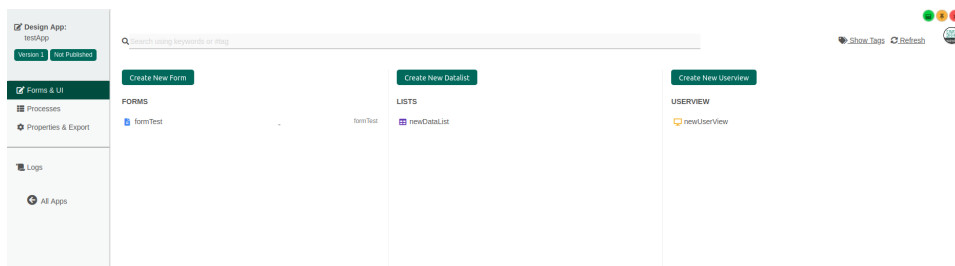 Design App:
testApp
Version 1 Not Published
Forms & UI
Processes
Properties & Export
Logs
All Apps
Search using keywords or #tag
Show Tags Refresh
Create New Form
FORMS
formTest formTest
Create New Datalist
LISTS
newDataList
Create New Userview
USERVIEW
newUserView